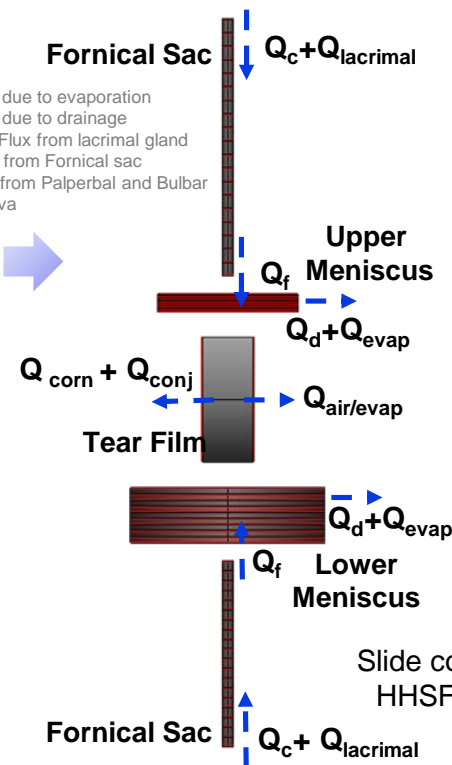 Fornical Sac
Qc+Qlacrimal
due to evaporation
due to drainage
Flux from lacrimal gland
from Fornical sac
from Palperbal and Bulbar
Upper
Meniscus
Qf
Qd+Qevap
Q corn + Qconj
Qair/evap
Tear Film
Qd+Qevap
Qf
Lower
Meniscus
Slide co
HHSF
Fornical Sac
Qc+ Qlacrimal